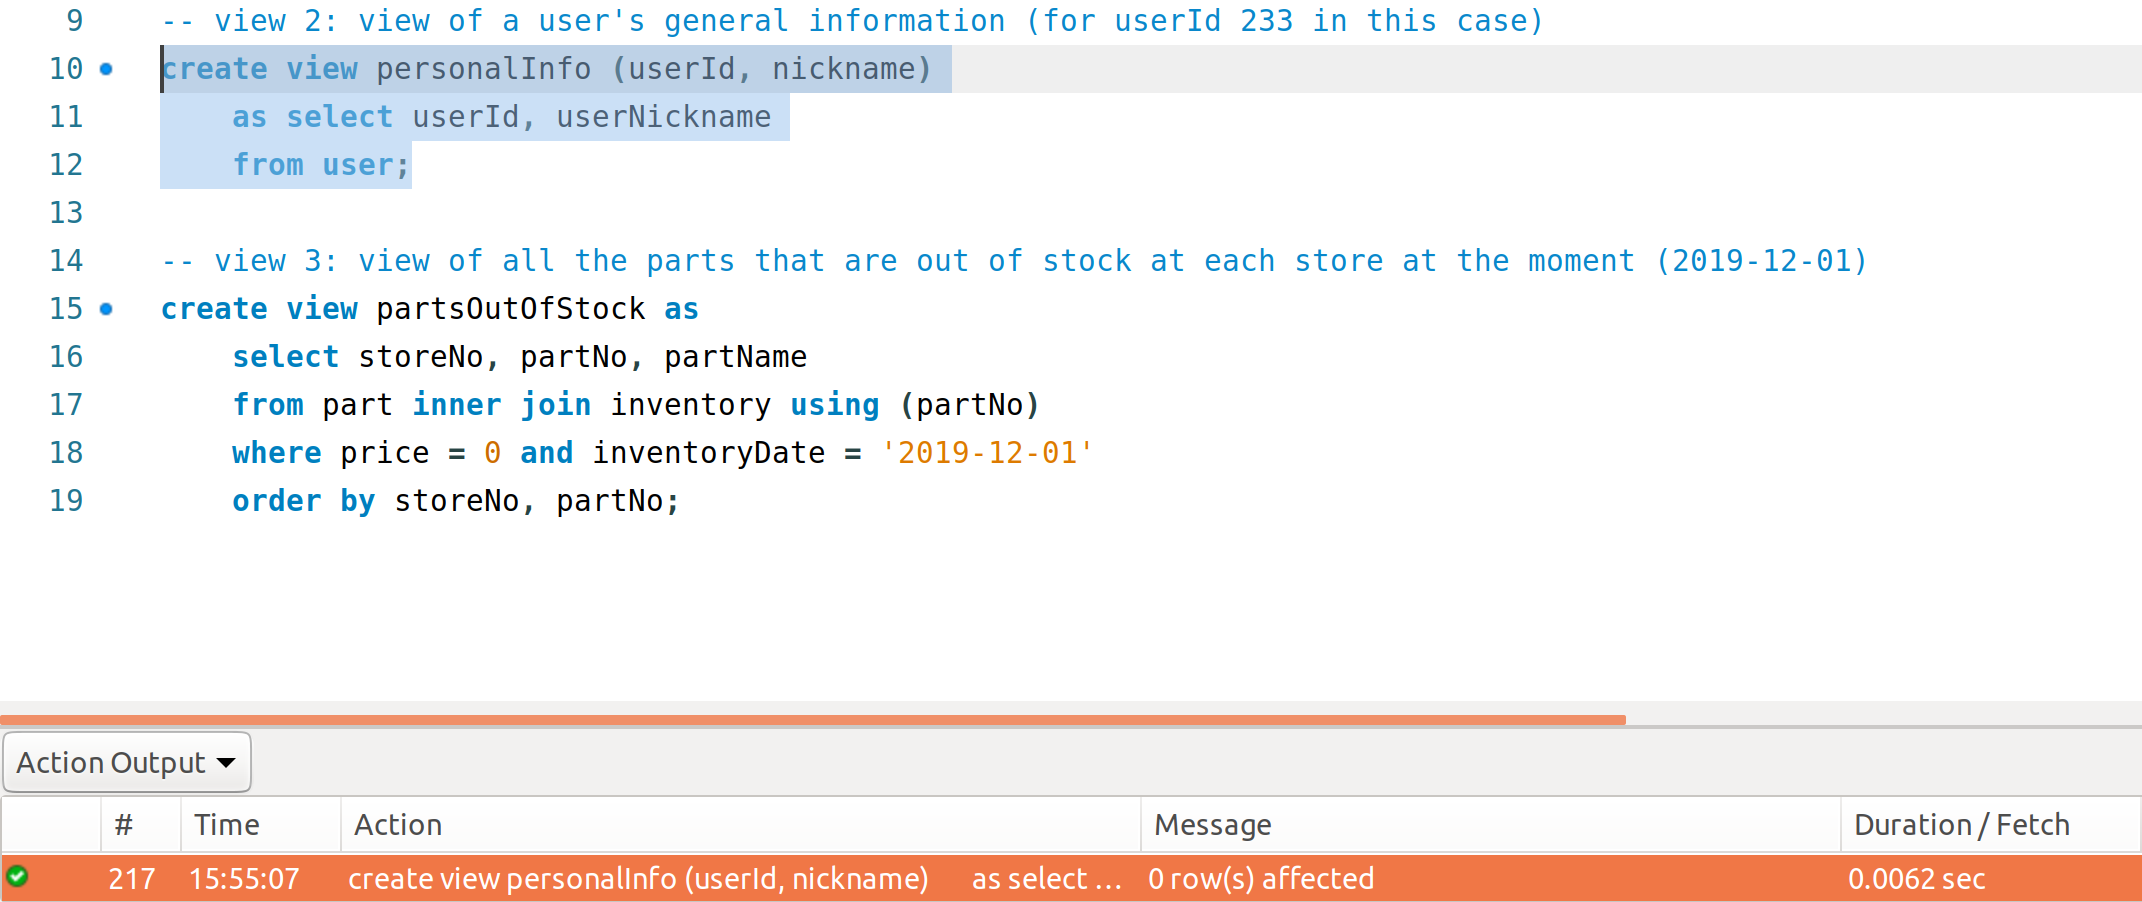 9 -- view 2: view of a user's general information (for userId 233 in this case)
10 create view personalInfo (userId, nickname)
11 as select userId, userNickname
12 from user;
13
14 -- view 3: view of all the parts that are out of stock at each store at the moment (2019-12-01)
15 create view partsOutOfStock as
16 select storeNo, partNo, partName
17 from part inner join inventory using (partNo)
18 where price = 0 and inventoryDate = '2019-12-01'
19 order by storeNo, partNo;
Action Output
# Time Action Message Duration / Fetch
217 15:55:07 create view personalInfo (userId, nickname) as select ... 0 row(s) affected 0.0062 sec